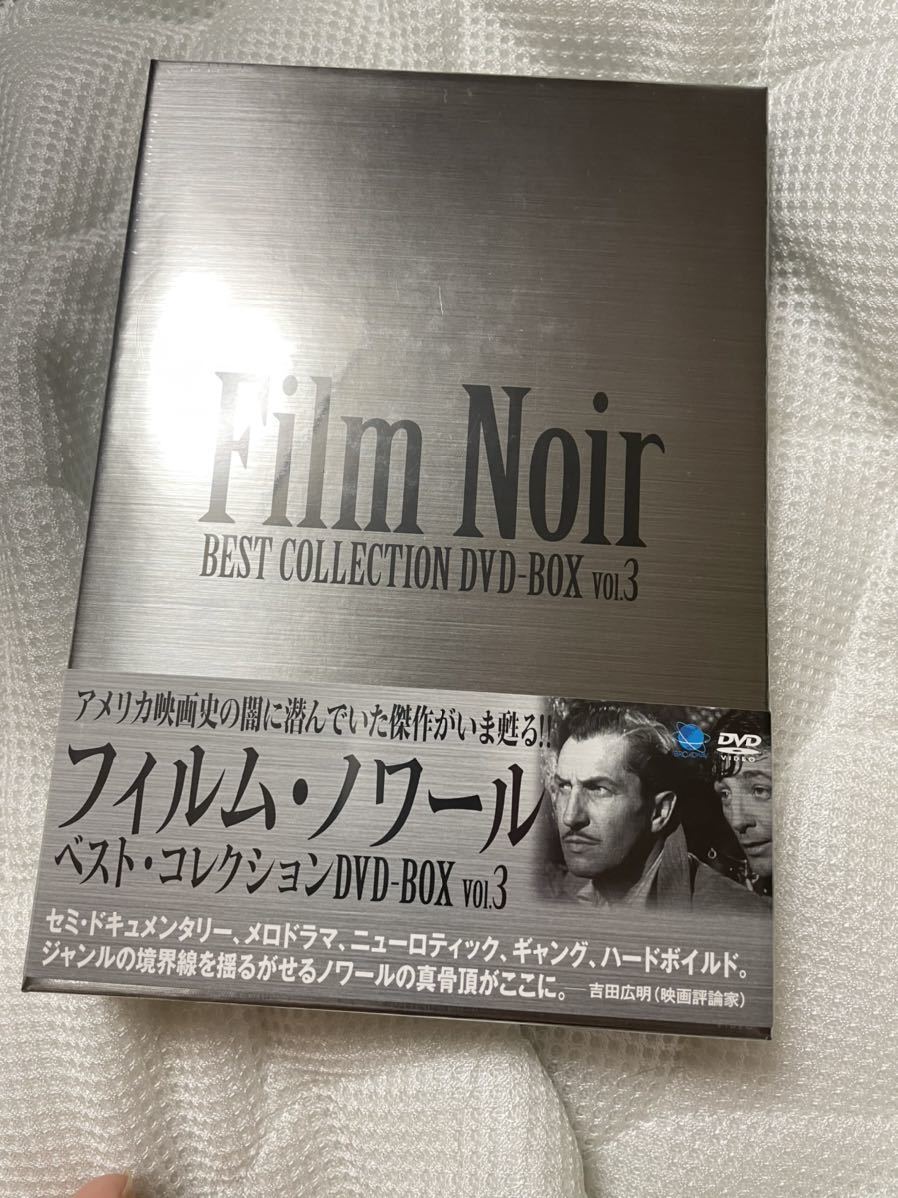 Film Noir
BEST COLLECTION DVD-BOX VOL.3
アメリカ映画史の闇に潜んでいた傑作がいま甦る!!
フィルム・ノワール
ベスト・コレクションDVD-BOX VOL.3
DVD
VIDEO
セミ・ドキュメンタリー、メロドラマ、ニューロティック、ギャング、ハードボイルド。
ジャンルの境界線を揺るがせるノワールの真骨頂がここに。 ──吉田広明(映画評論家)